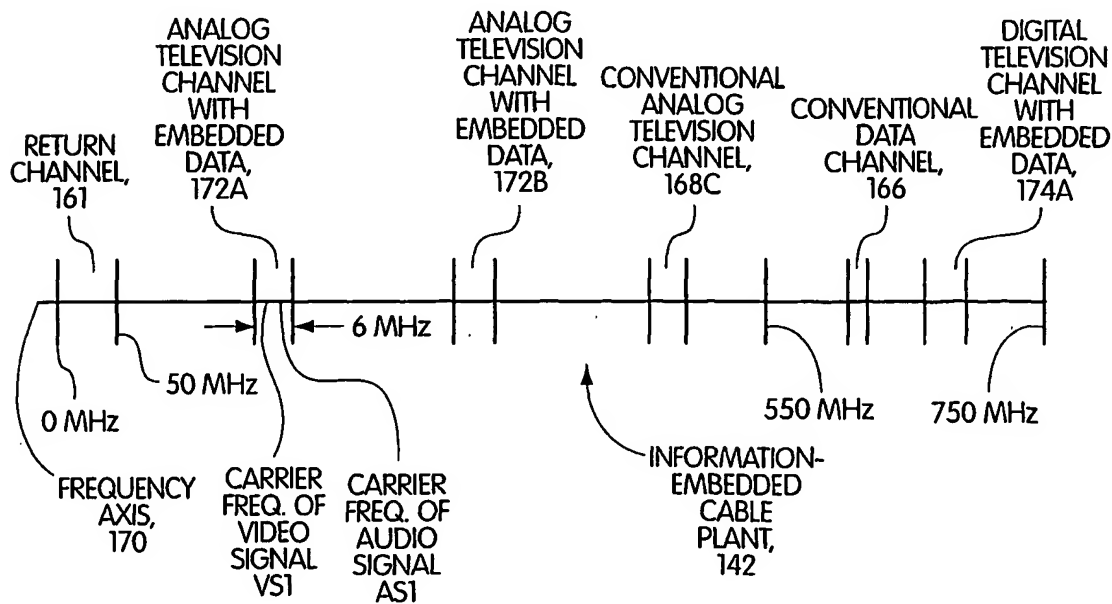 RETURN
CHANNEL,
161
ANALOG
TELEVISION
CHANNEL
WITH
EMBEDDED
DATA,
172A
ANALOG
TELEVISION
CHANNEL
WITH
EMBEDDED
DATA,
172B
CONVENTIONAL
ANALOG
TELEVISION
CHANNEL,
168C
CONVENTIONAL
DATA
CHANNEL,
166
DIGITAL
TELEVISION
CHANNEL
WITH
EMBEDDED
DATA,
174A
6 MHz
50 MHz
0 MHz
550 MHz
750 MHz
FREQUENCY
AXIS,
170
CARRIER
FREQ. OF
VIDEO
SIGNAL
VS1
CARRIER
FREQ. OF
AUDIO
SIGNAL
AS1
INFORMATION-
EMBEDDED
CABLE
PLANT,
142